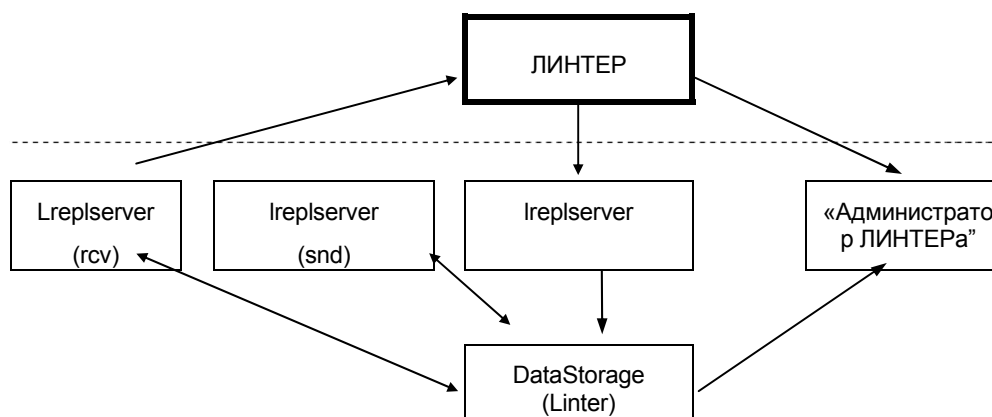 ЛИНТЕР
Lreplserver
(rcv)
lreplserver
(snd)
lreplserver
«Администрато
р ЛИНТЕРа”
DataStorage
(Linter)